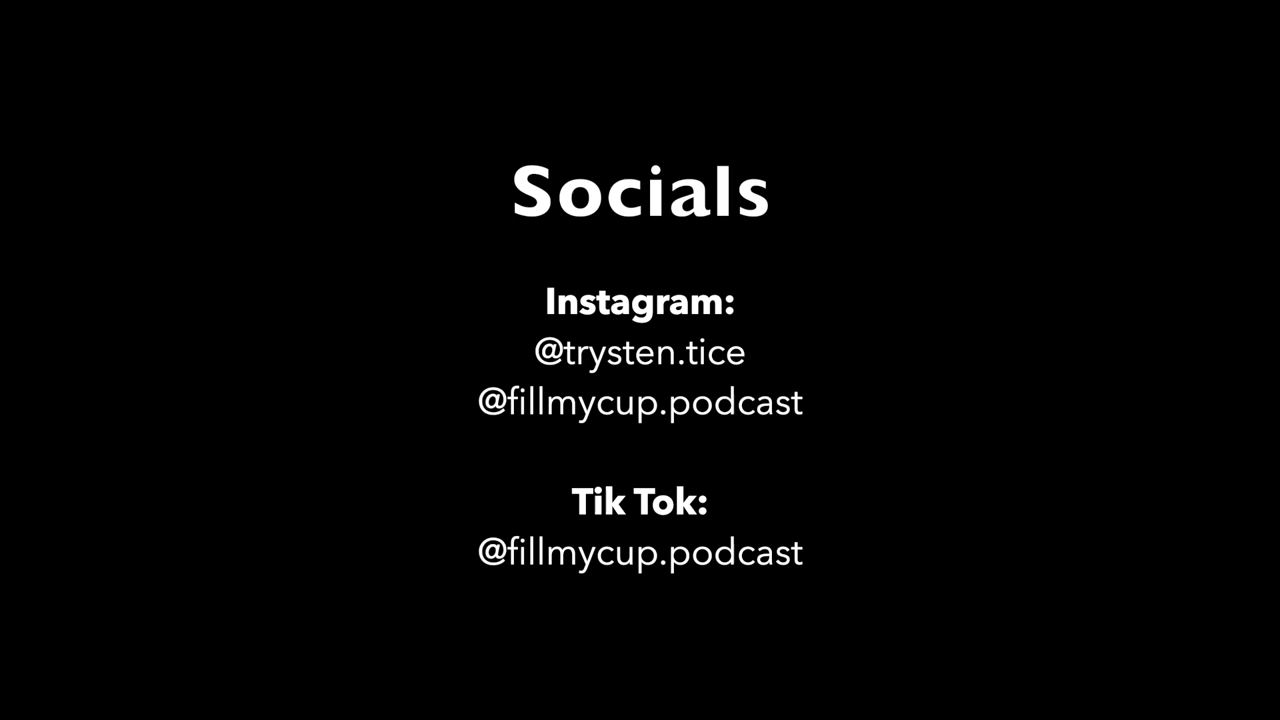 Socials
Instagram:
@trysten.tice
@fillmycup.podcast
Tik Tok:
@fillmycup.podcast